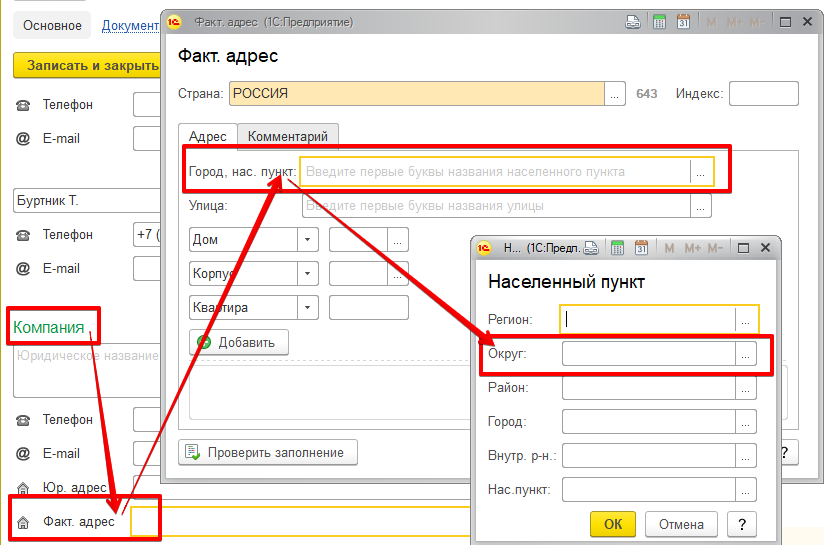 Основное Документ
Записать и закрыть
Телефон
E-mail
Буртник Т.
Телефон +7 (
E-mail
Компания
Юридическое название
Телефон
E-mail
Юр. адрес
Факт. адрес
Факт. адрес (1С:Предприятие)
M M+ M-
Факт. адрес
Страна: РОССИЯ ... 643 Индекс:
Адрес Комментарий
Город, нас. пункт: Введите первые буквы названия населенного пункта ...
Улица: Введите первые буквы названия улицы ...
Дом ...
Корпус ...
Квартира
Добавить
Проверить заполнение
?
Н... (1С:Предп.
M M+ M-
Населенный пункт
Регион: ...
Округ: ...
Район: ...
Город: ...
Внутр. р-н.: ...
Нас.пункт: ...
ОК Отмена ?